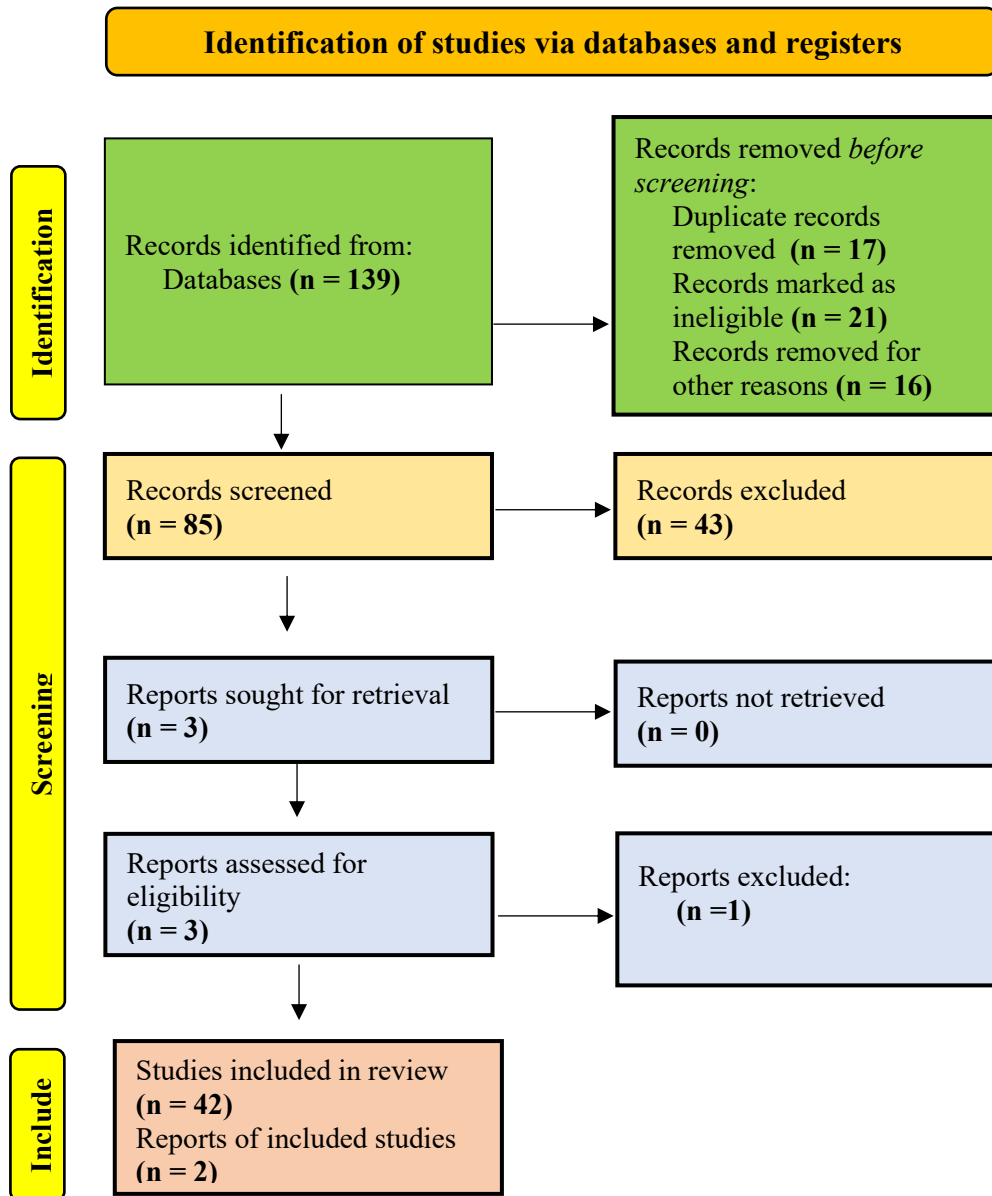 Identification of studies via databases and registers
Identification
Records identified from:
Databases (n = 139)
Records removed before
screening:
Duplicate records
removed (n = 17)
Records marked as
ineligible (n = 21)
Records removed for
other reasons (n = 16)
Screening
Records screened
(n = 85)
Records excluded
(n = 43)
Reports sought for retrieval
(n = 3)
Reports not retrieved
(n = 0)
Reports assessed for
eligibility
(n = 3)
Reports excluded:
(n =1)
Include
Studies included in review
(n = 42)
Reports of included studies
(n = 2)